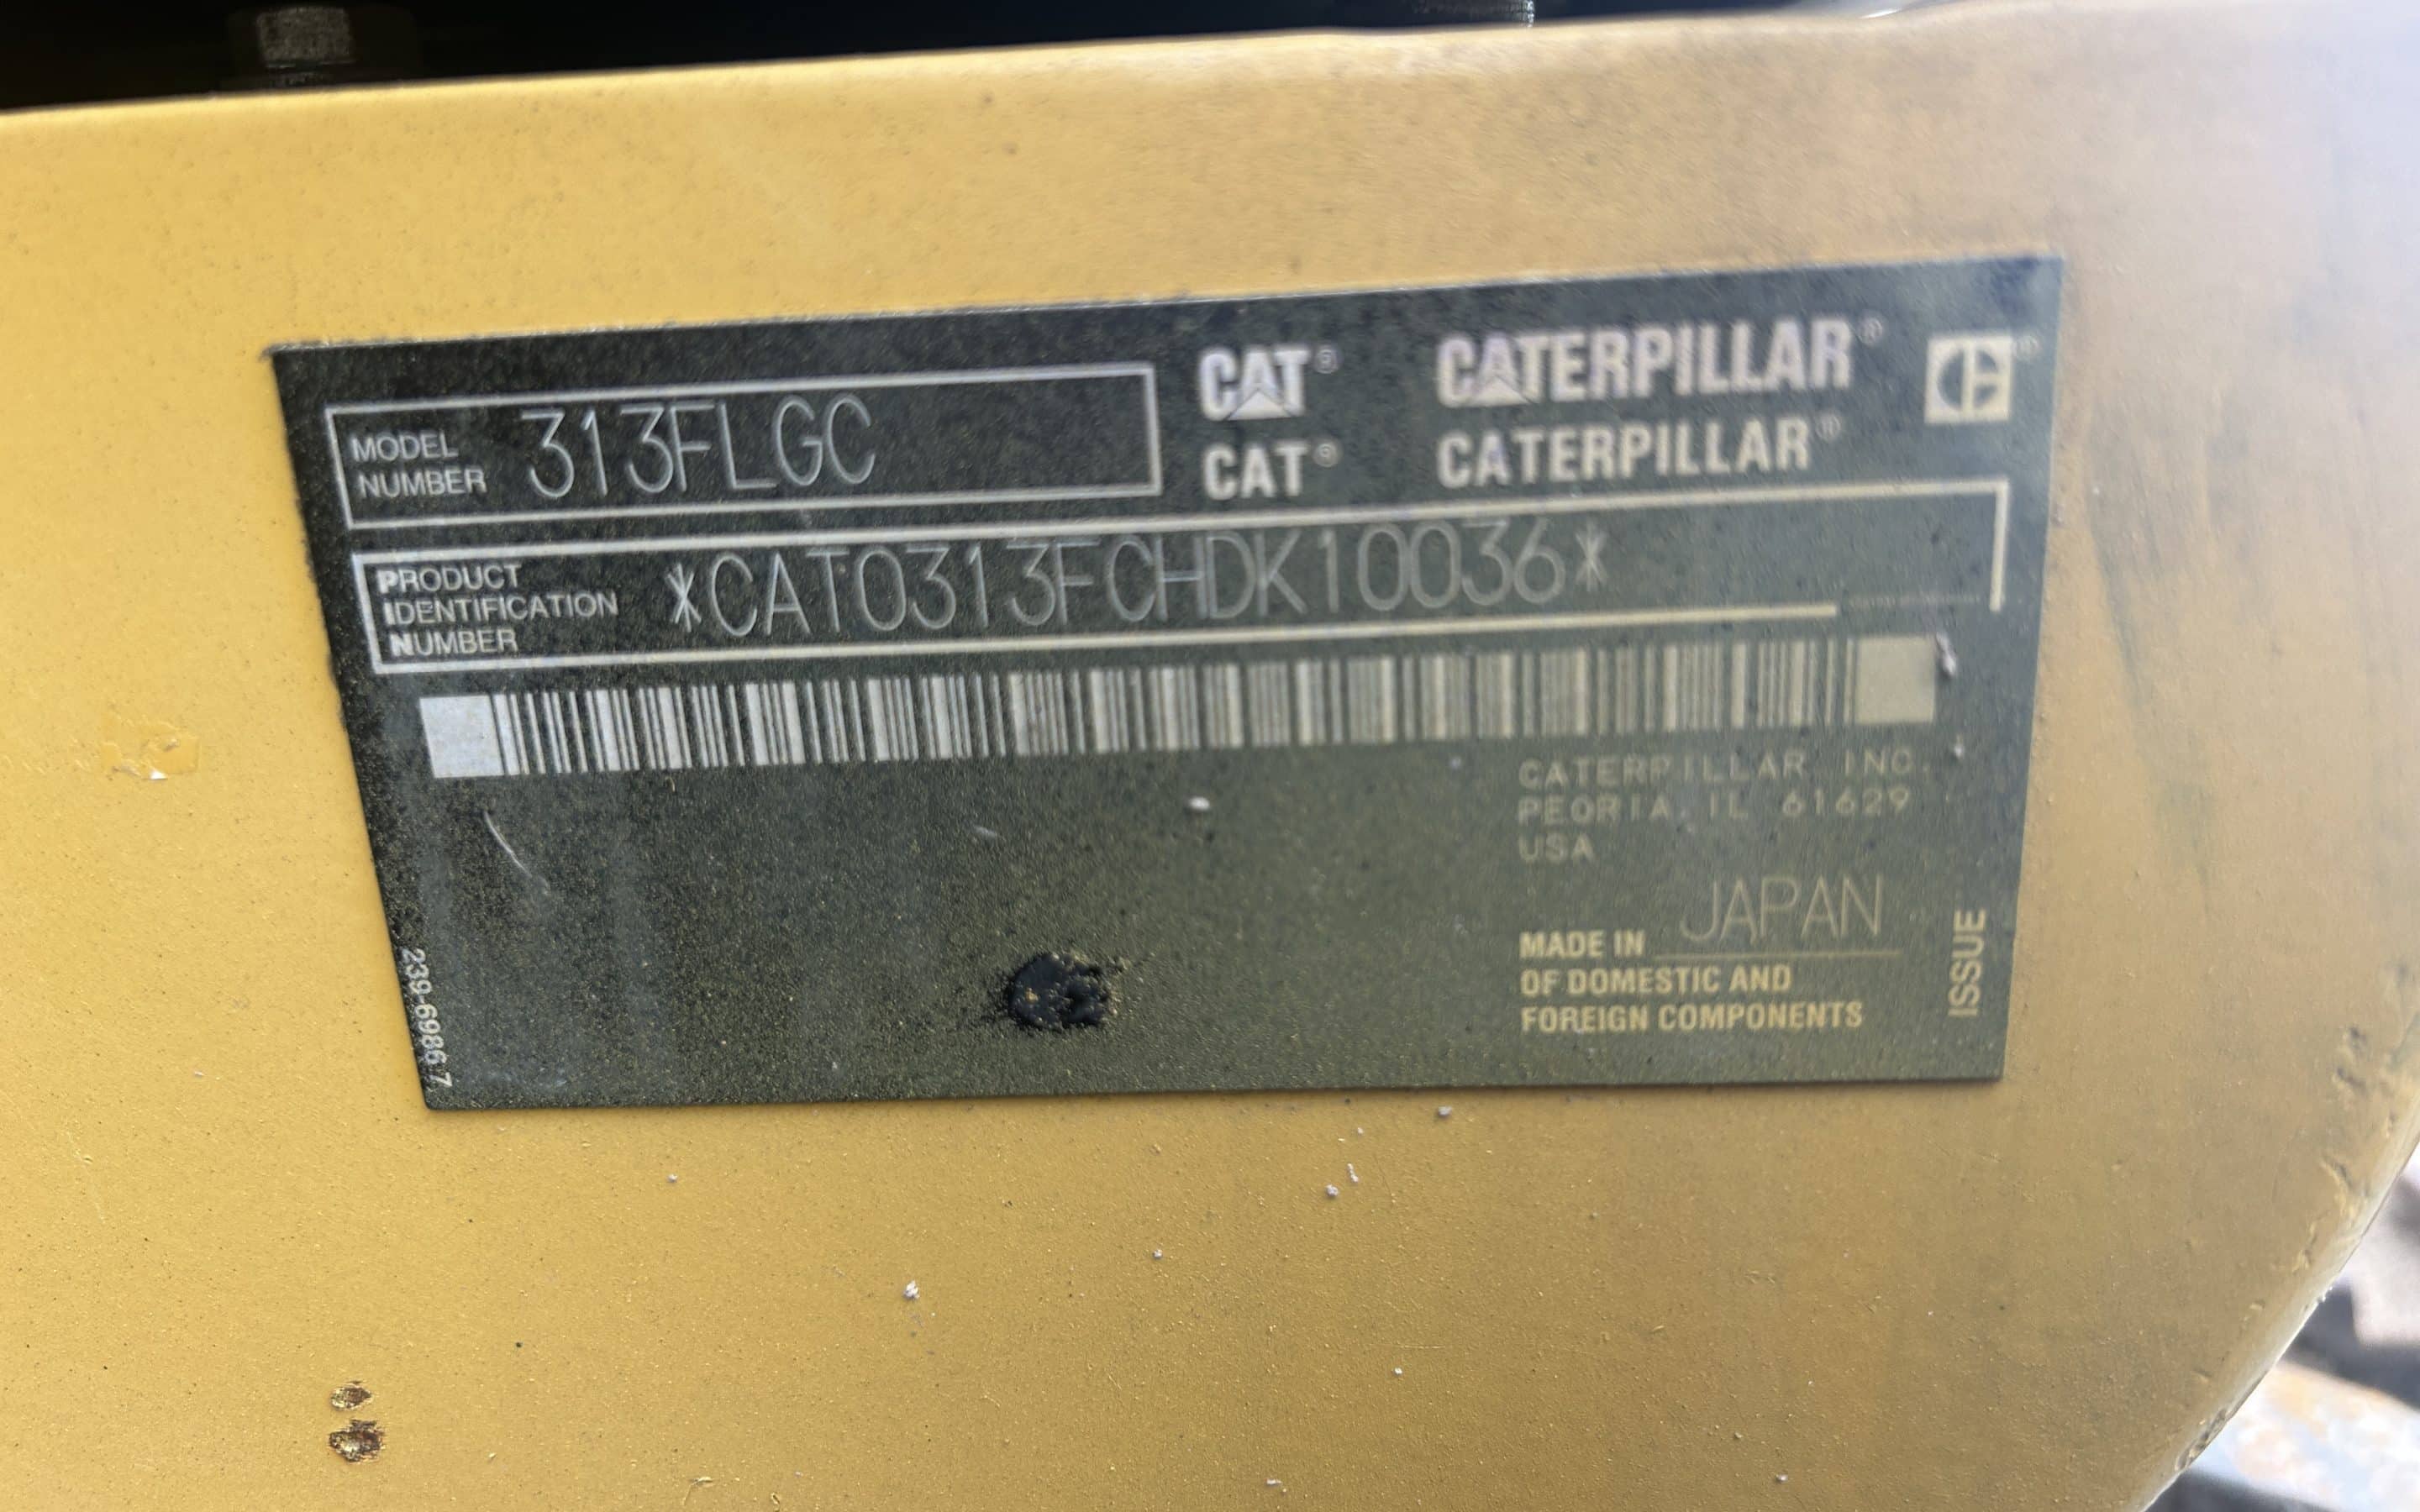 MODEL NUMBER 313FLGC
CAT® CATERPILLAR®
CAT® CATERPILLAR®
PRODUCT IDENTIFICATION NUMBER *CAT0313FCHDK10036*
CATERPILLAR INC.
PEORIA, IL 61629
USA
MADE IN JAPAN
OF DOMESTIC AND
FOREIGN COMPONENTS
ISSUE
239-6986 7